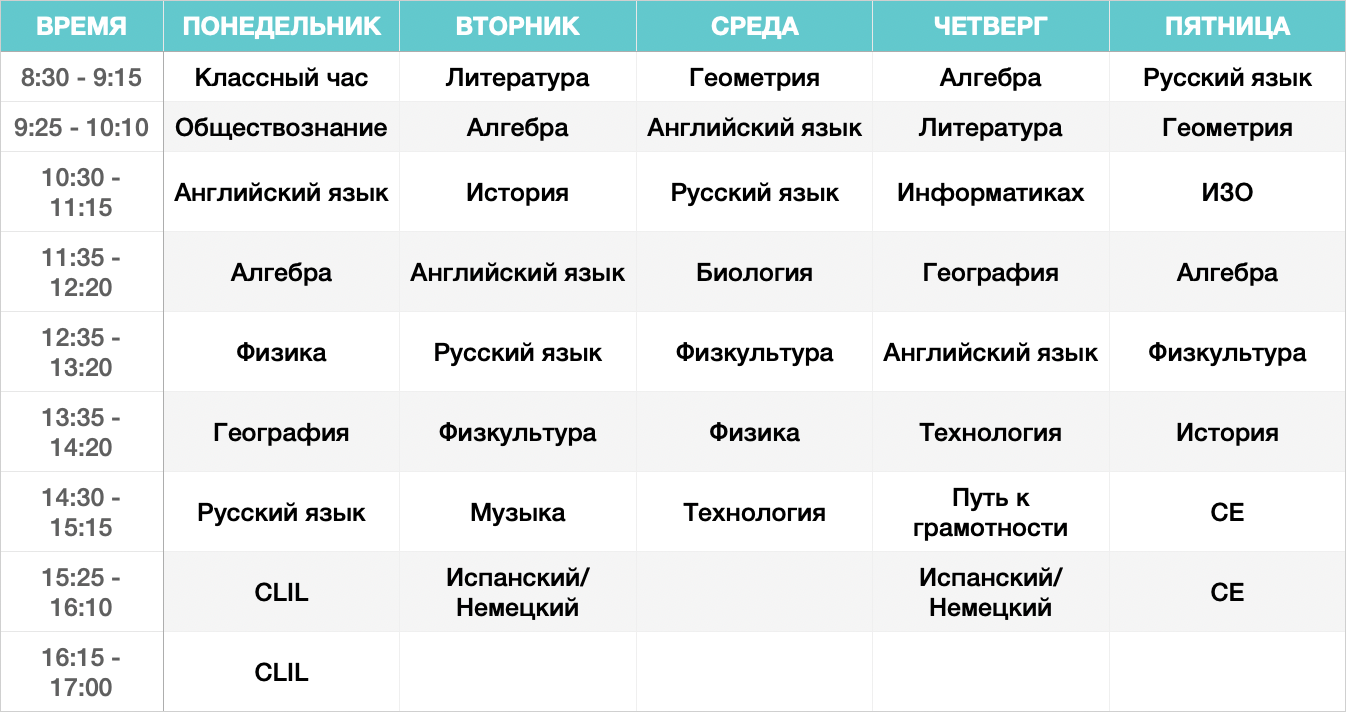 ВРЕМЯ ПОНЕДЕЛЬНИК ВТОРНИК СРЕДА ЧЕТВЕРГ ПЯТНИЦА
8:30 - 9:15 Классный час Литература Геометрия Алгебра Русский язык
9:25 - 10:10 Обществознание Алгебра Английский язык Литература Геометрия
10:30 -
11:15 Английский язык История Русский язык Информатиках ИЗО
11:35 -
12:20 Алгебра Английский язык Биология География Алгебра
12:35 -
13:20 Физика Русский язык Физкультура Английский язык Физкультура
13:35 -
14:20 География Физкультура Физика Технология История
14:30 -
15:15 Русский язык Музыка Технология Путь к
грамотности CE
15:25 -
16:10 CLIL Испанский/
Немецкий Испанский/
Немецкий CE
16:15 -
17:00 CLIL